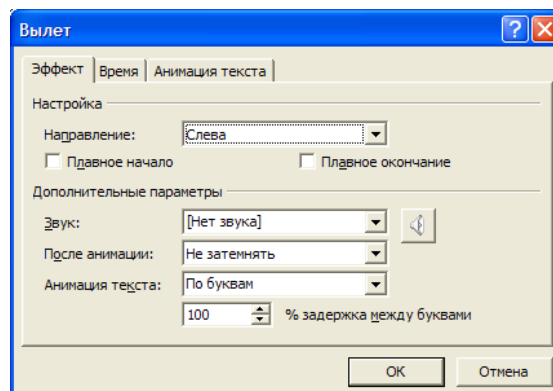 Вылет
Эффект Время Анимация текста
Настройка
Направление: Слева
Плавное начало Плавное окончание
Дополнительные параметры
Звук: [Нет звука]
После анимации: Не затемнять
Анимация текста: По буквам
100 % задержка между буквами
ОК Отмена